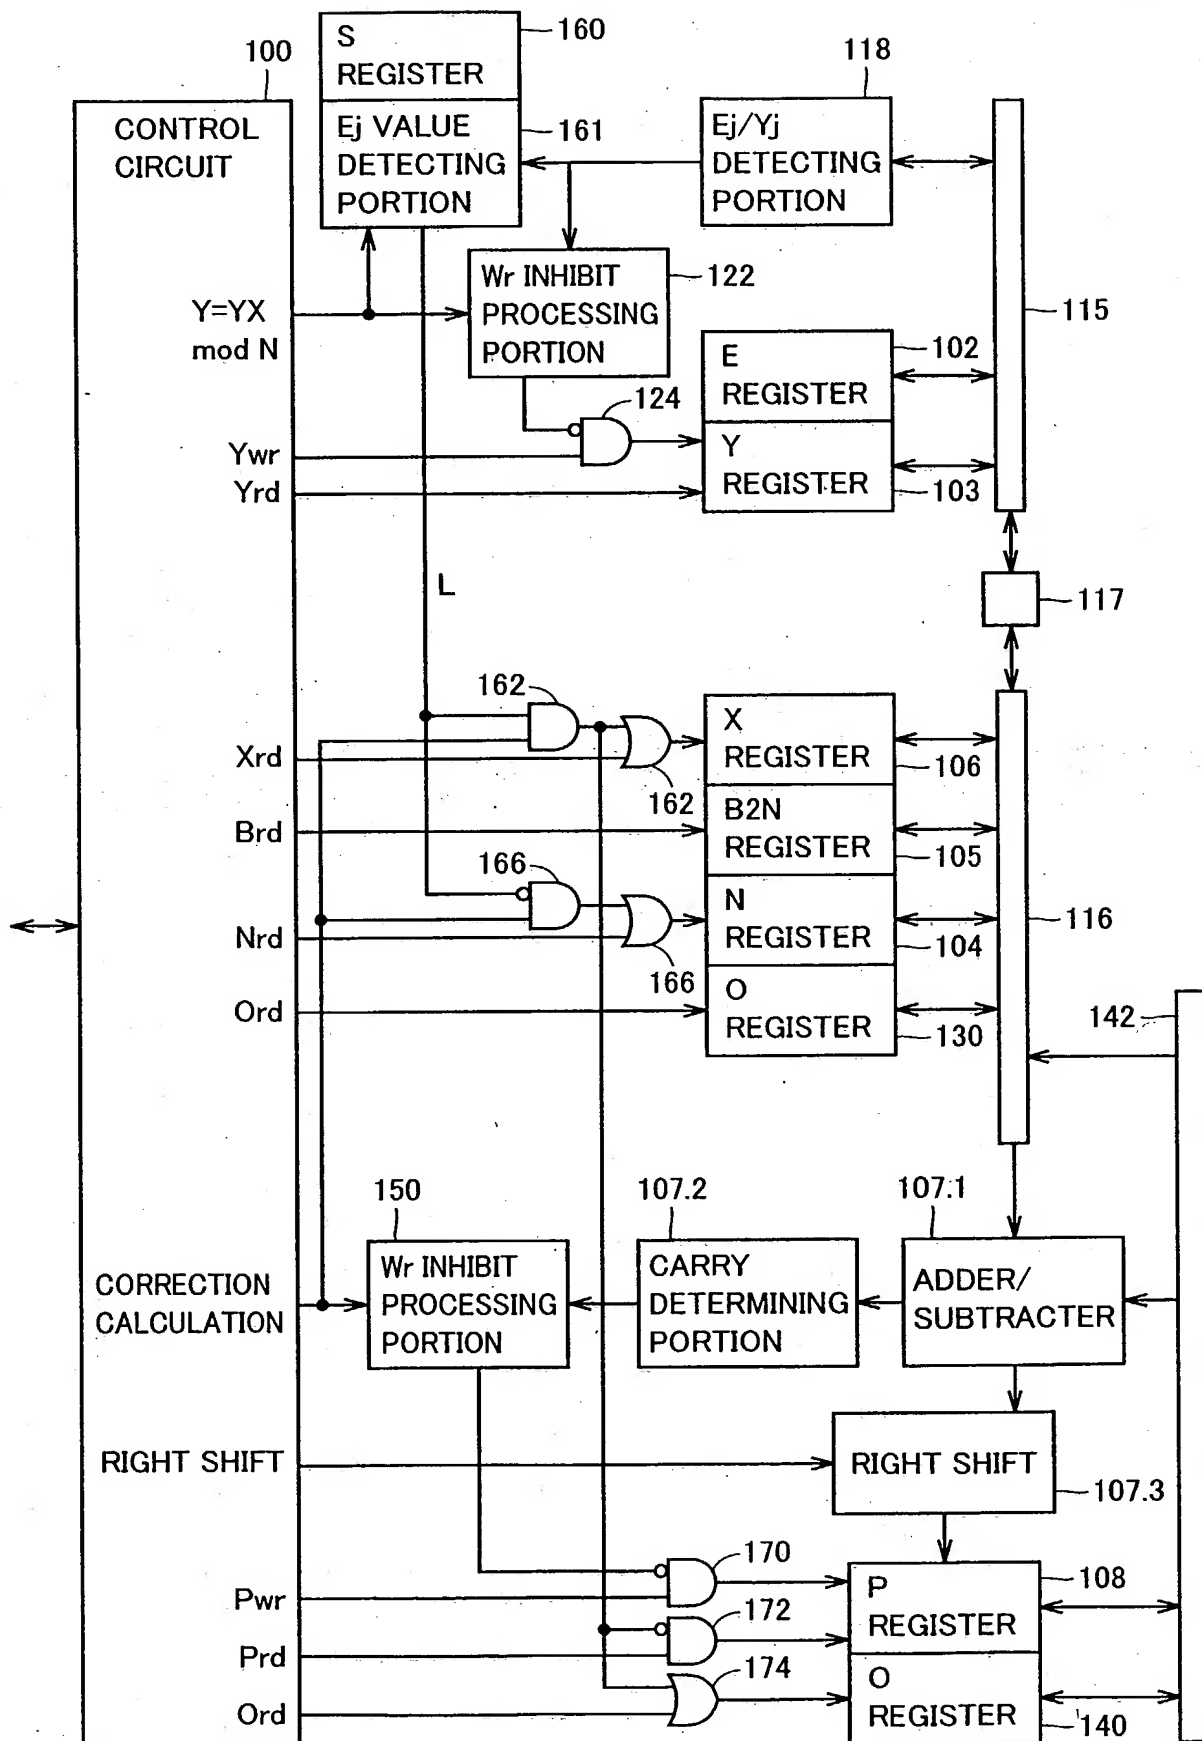 S
REGISTER
160
118
100
CONTROL
CIRCUIT
Ej VALUE
DETECTING
PORTION
161
Ej/Yj
DETECTING
PORTION
Wr INHIBIT
PROCESSING
PORTION
122
115
Y=YX
mod N
E
REGISTER
102
124
Y
REGISTER
103
Ywr
Yrd
L
117
162
X
REGISTER
106
Xrd
162
B2N
REGISTER
105
Brd
166
N
REGISTER
104
116
Nrd
166
O
REGISTER
130
Ord
142
150
107.2
107.1
CORRECTION
CALCULATION
Wr INHIBIT
PROCESSING
PORTION
CARRY
DETERMINING
PORTION
ADDER/
SUBTRACTER
RIGHT SHIFT
RIGHT SHIFT
107.3
170
P
REGISTER
108
Pwr
172
Prd
174
O
REGISTER
140
Ord